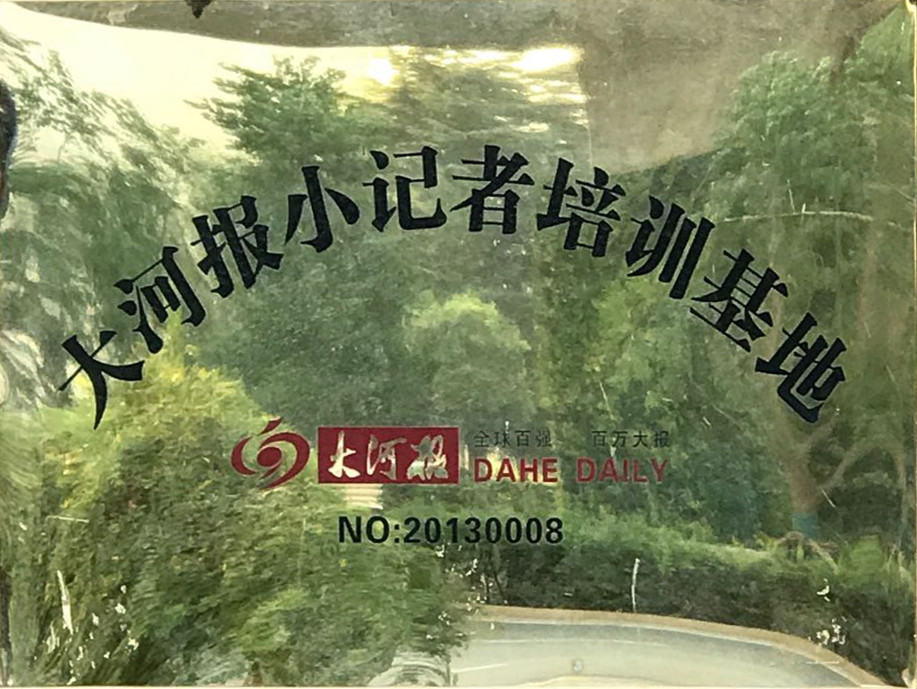 大河报小记者培训基地
大河报
全球百强 百万大报
DAHE DAILY
NO:20130008